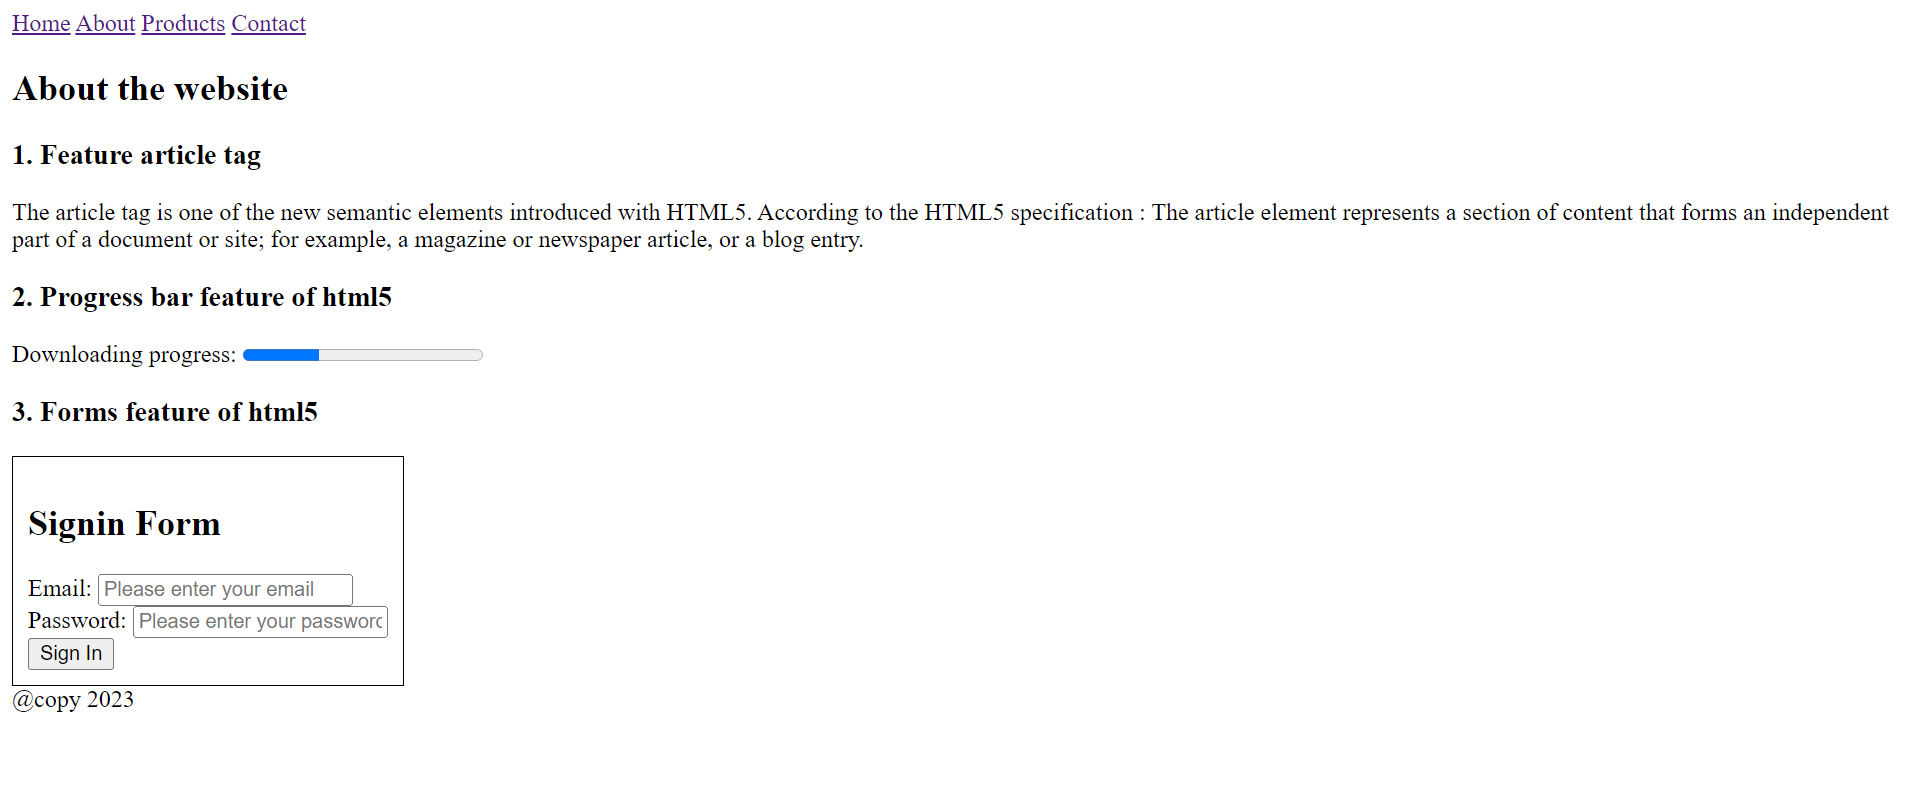 Home About Products Contact
About the website
1. Feature article tag
The article tag is one of the new semantic elements introduced with HTML5. According to the HTML5 specification : The article element represents a section of content that forms an independent
part of a document or site; for example, a magazine or newspaper article, or a blog entry.
2. Progress bar feature of html5
Downloading progress:
3. Forms feature of html5
Signin Form
Email: Please enter your email
Password: Please enter your password
Sign In
@copy 2023